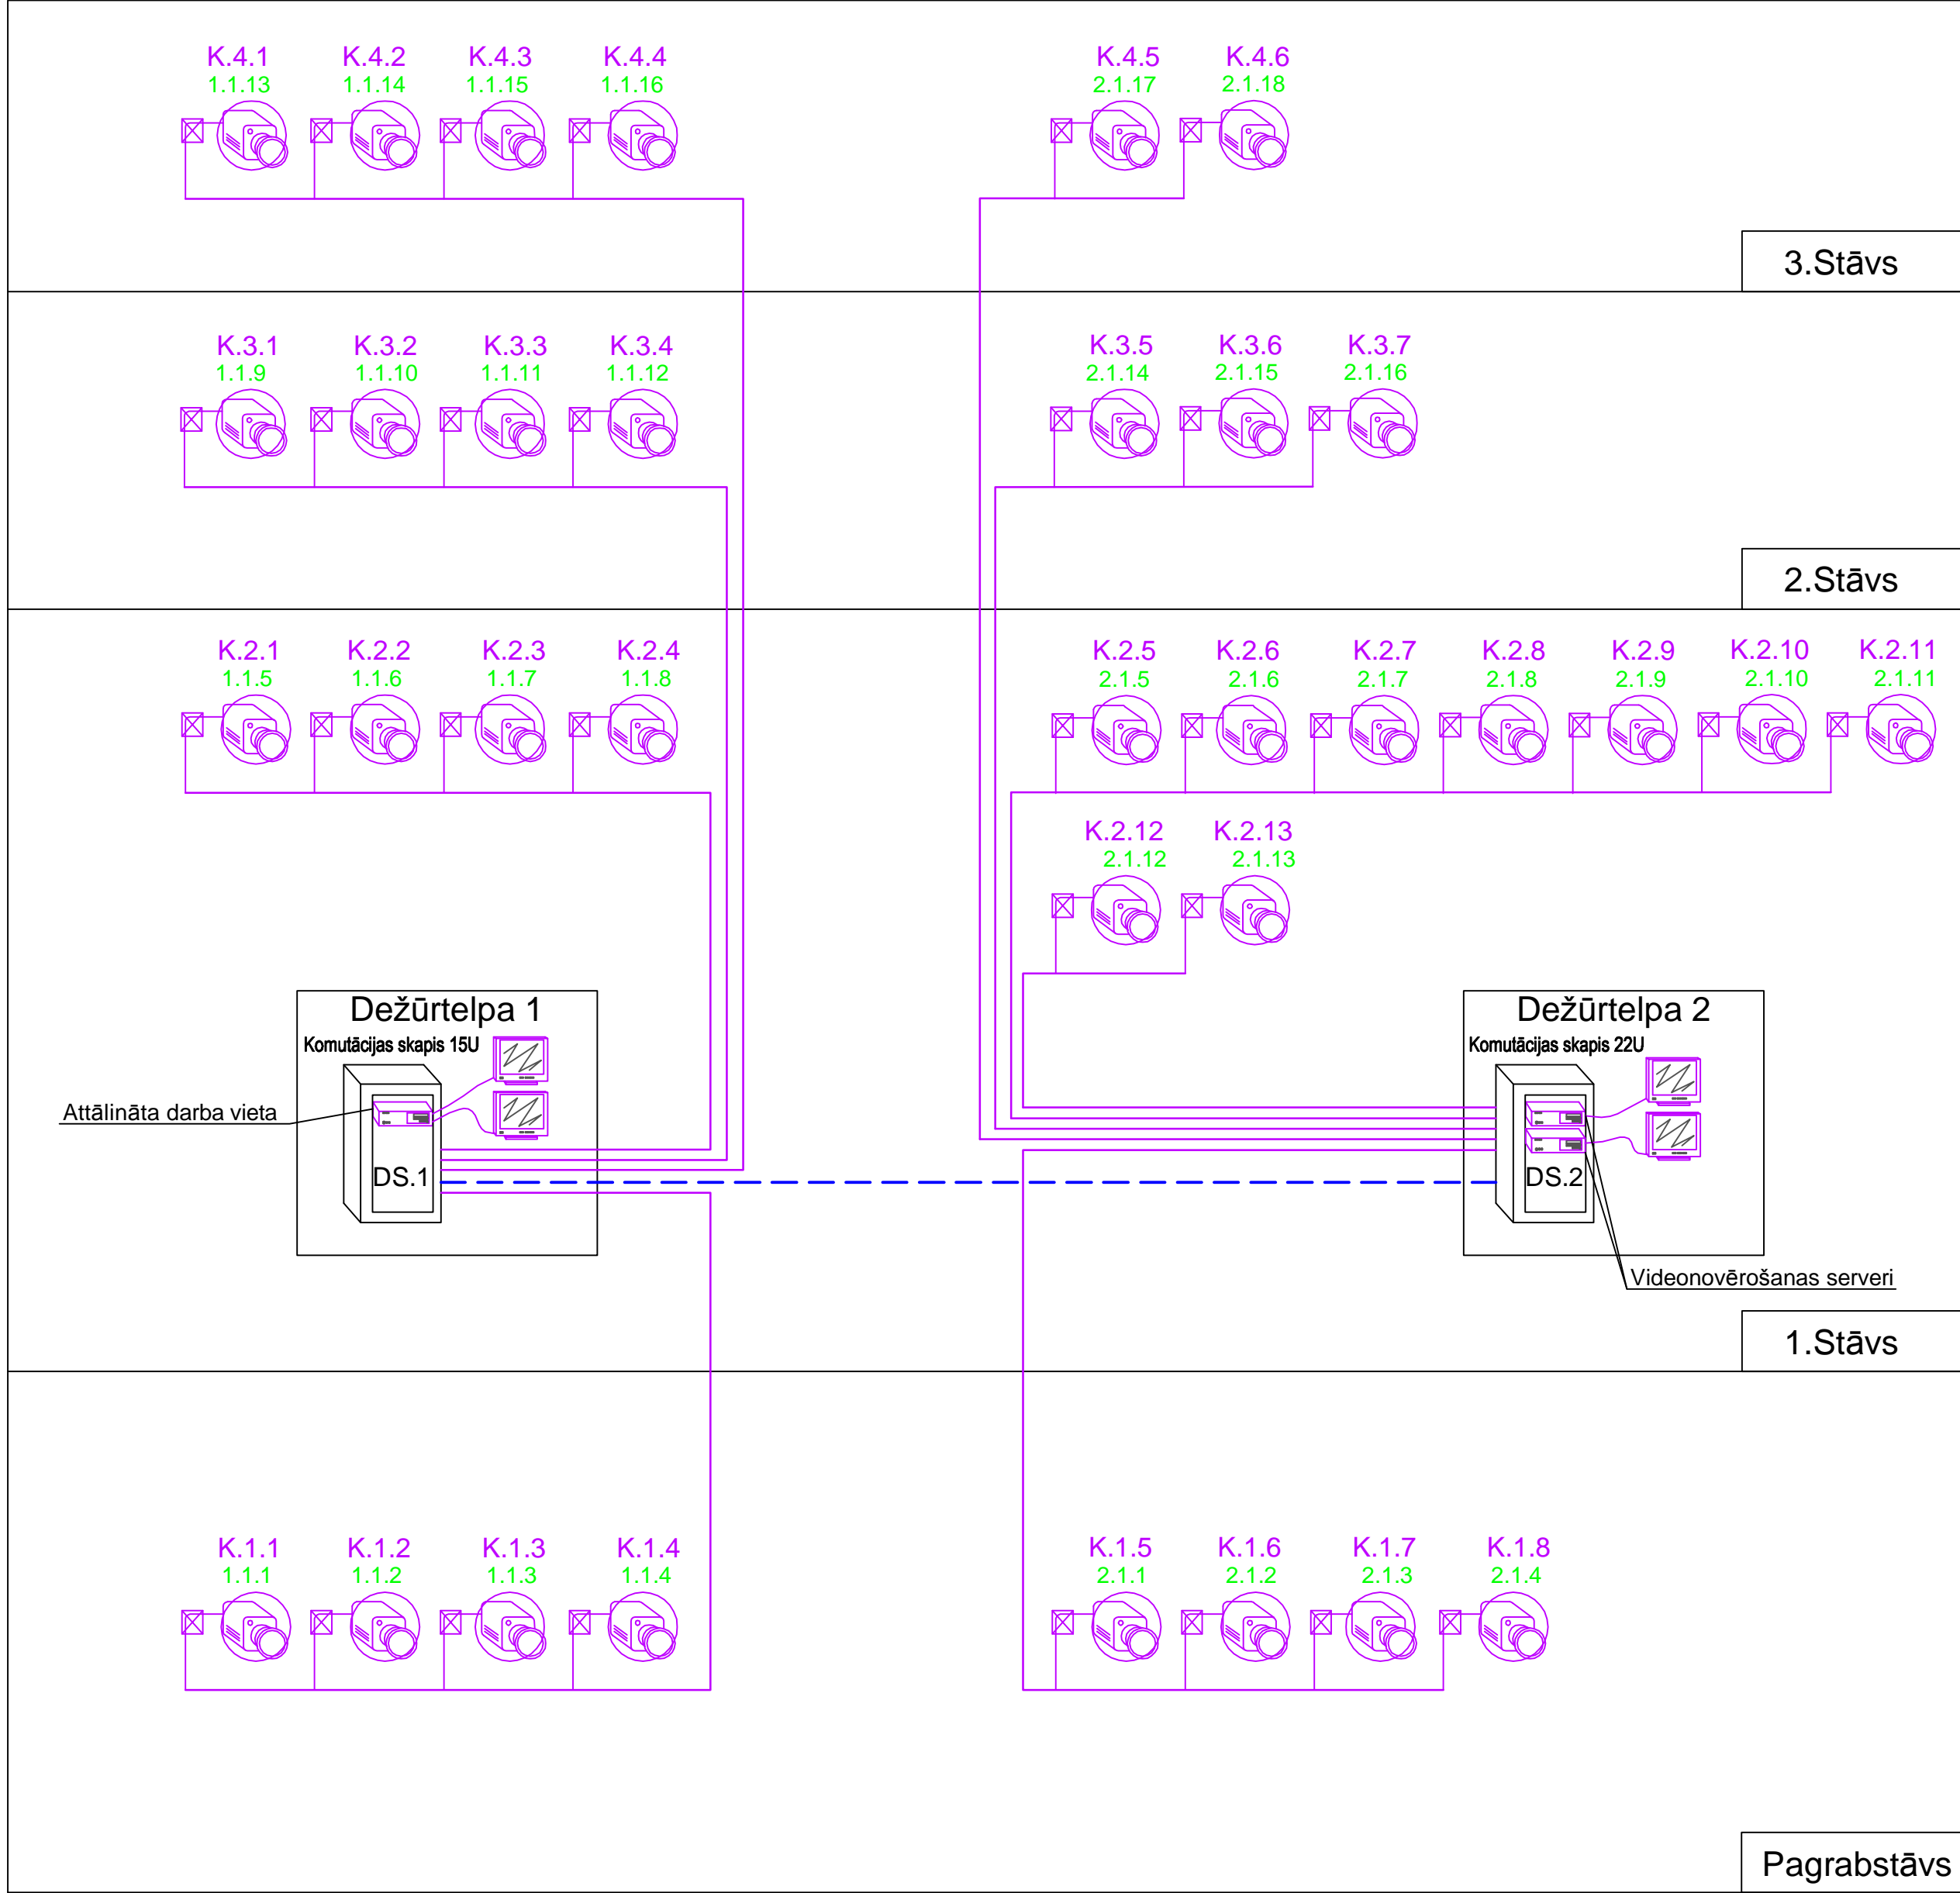 K.4.1 K.4.2 K.4.3 K.4.4 K.4.5 K.4.6
1.1.13 1.1.14 1.1.15 1.1.16 2.1.17 2.1.18
3.Stāvs
K.3.1 K.3.2 K.3.3 K.3.4 K.3.5 K.3.6 K.3.7
1.1.9 1.1.10 1.1.11 1.1.12 2.1.14 2.1.15 2.1.16
2.Stāvs
K.2.1 K.2.2 K.2.3 K.2.4 K.2.5 K.2.6 K.2.7 K.2.8 K.2.9 K.2.10 K.2.11
1.1.5 1.1.6 1.1.7 1.1.8 2.1.5 2.1.6 2.1.7 2.1.8 2.1.9 2.1.10 2.1.11
K.2.12 K.2.13
2.1.12 2.1.13
Dežūrtelpa 1
Komutācijas skapis 15U
Attālināta darba vieta
DS.1
Dežūrtelpa 2
Komutācijas skapis 22U
DS.2
Videonovērošanas serveri
1.Stāvs
K.1.1 K.1.2 K.1.3 K.1.4 K.1.5 K.1.6 K.1.7 K.1.8
1.1.1 1.1.2 1.1.3 1.1.4 2.1.1 2.1.2 2.1.3 2.1.4
Pagrabstāvs